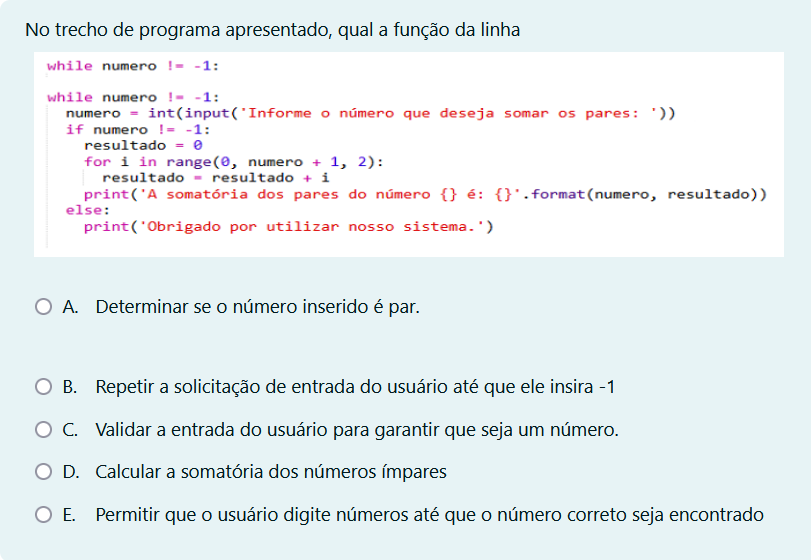 No trecho de programa apresentado, qual a função da linha
while numero != -1:
while numero != -1:
numero = int(input('Informe o número que deseja somar os pares: '))
if numero != -1:
resultado = 0
for i in range(0, numero + 1, 2):
resultado = resultado + i
print('A somatória dos pares do número {} é: {}'.format(numero, resultado))
else:
print('Obrigado por utilizar nosso sistema.')
A. Determinar se o número inserido é par.
B. Repetir a solicitação de entrada do usuário até que ele insira -1
C. Validar a entrada do usuário para garantir que seja um número.
D. Calcular a somatória dos números ímpares
E. Permitir que o usuário digite números até que o número correto seja encontrado